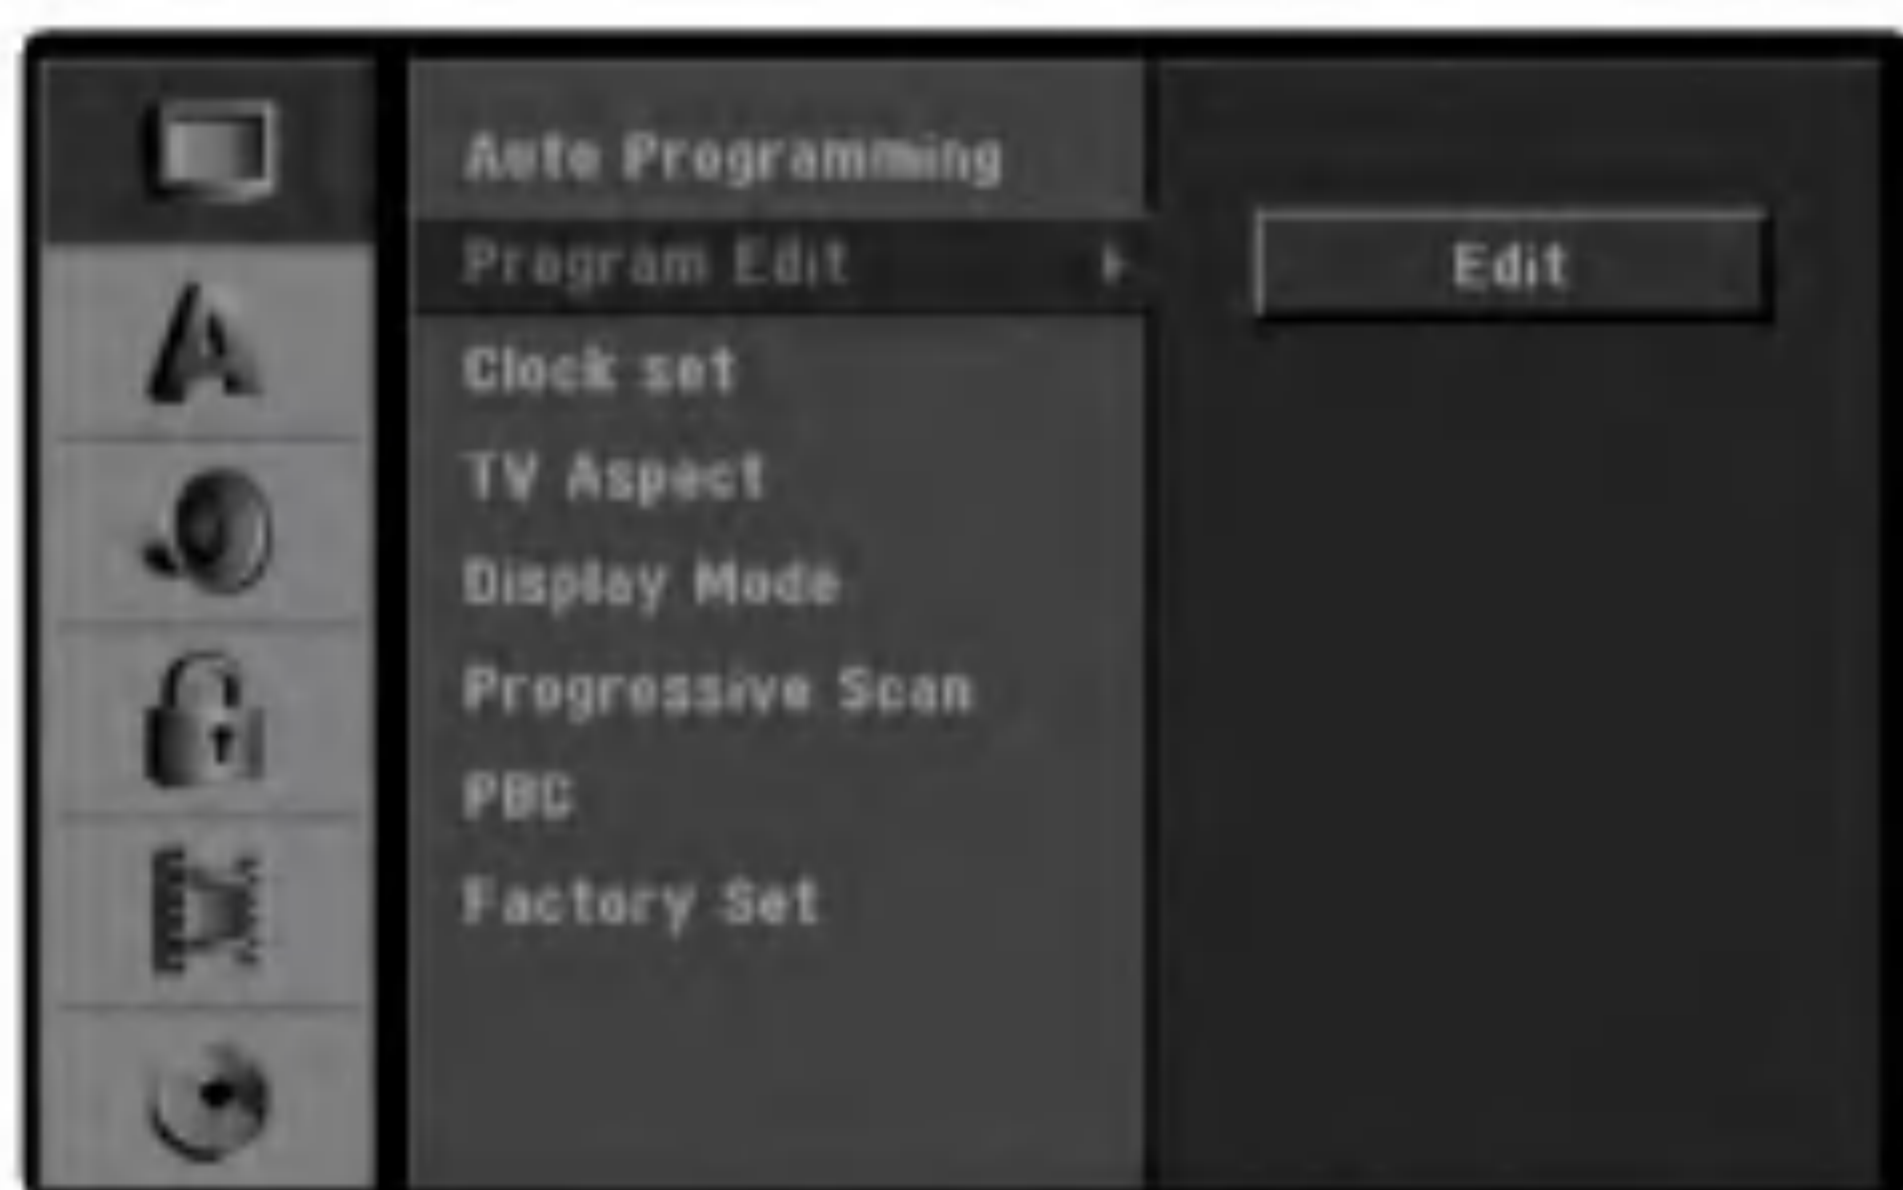 Auto Programming
Program Edit
Edit
Clock set
TV Aspect
Display Mode
Progressive Scan
PBC
Factory Set